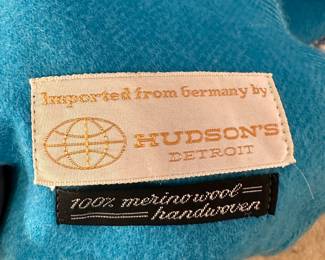 Imported from Germany by
HUDSON'S
DETROIT
100% merino wool
handwoven